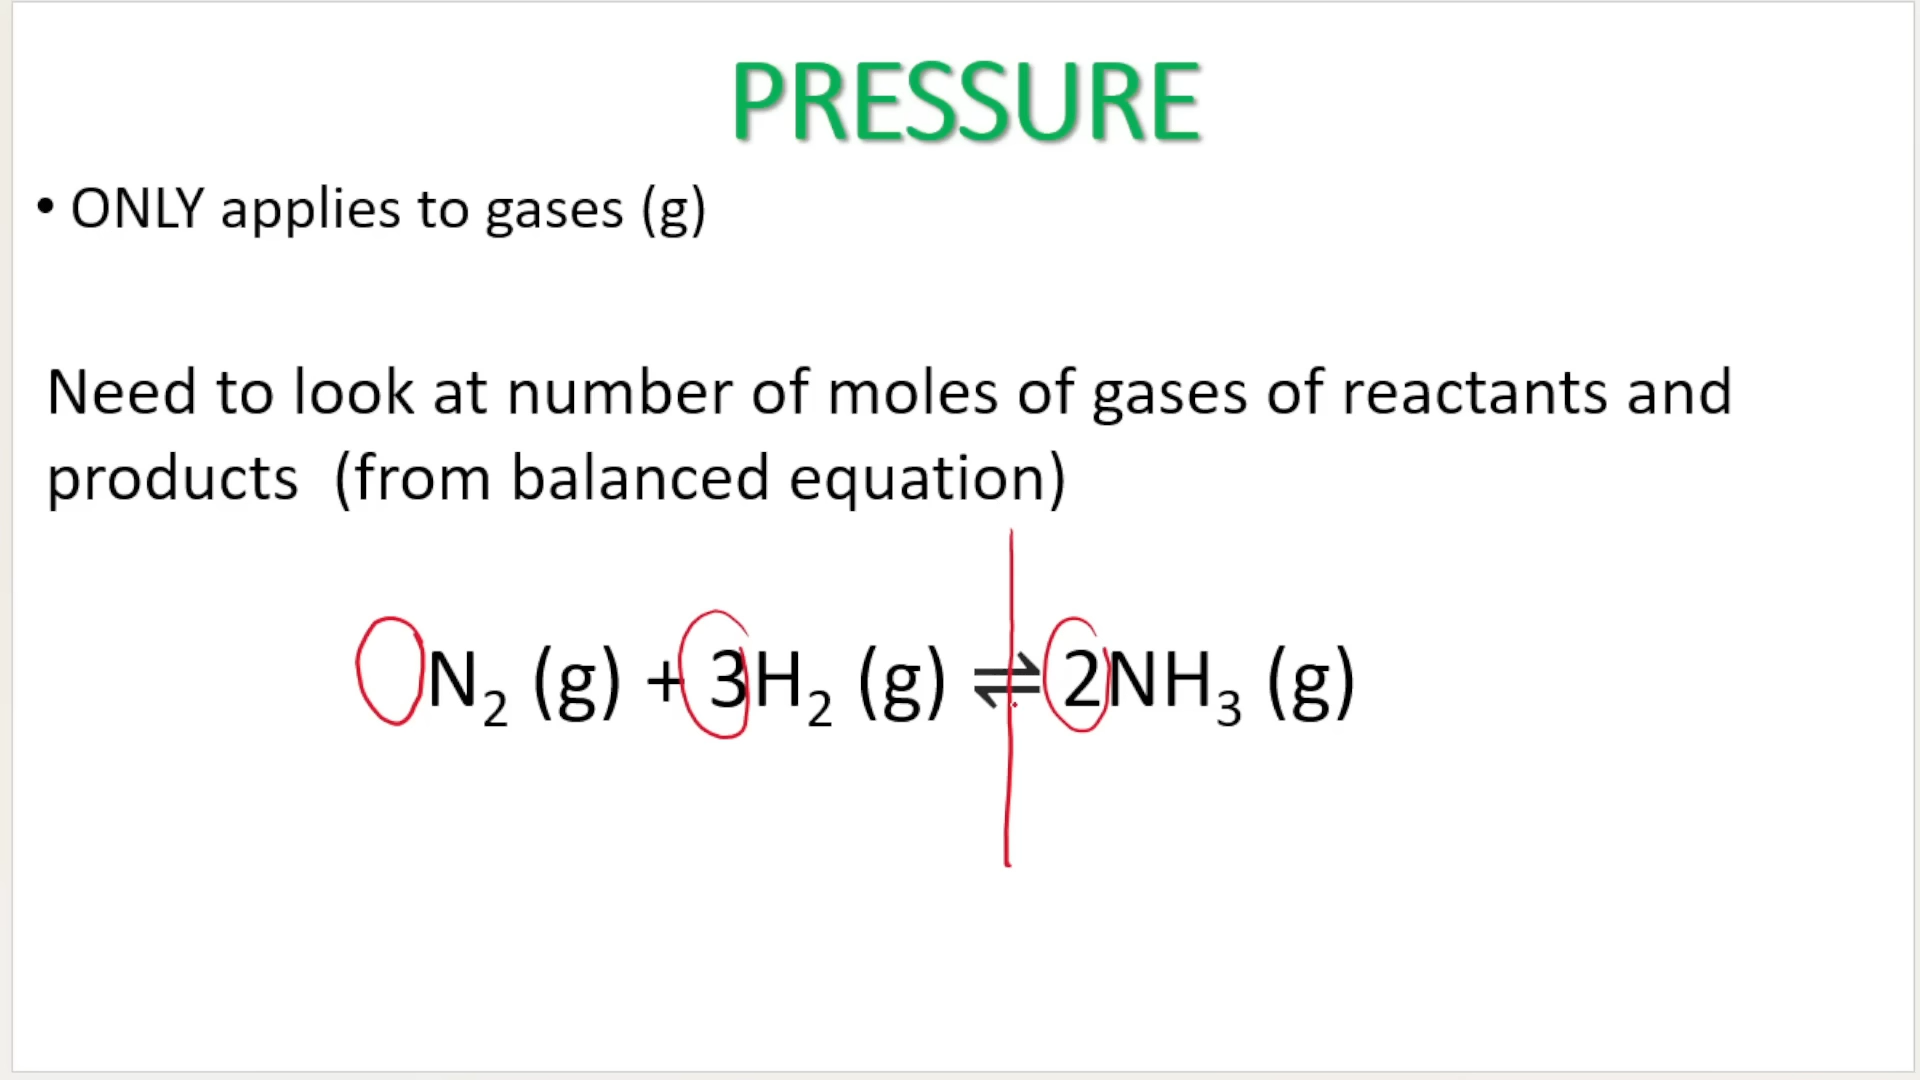 PRESSURE
• ONLY applies to gases (g)
Need to look at number of moles of gases of reactants and
products (from balanced equation)
N₂ (g) + 3H₂ (g) ⇌ 2NH₃ (g)